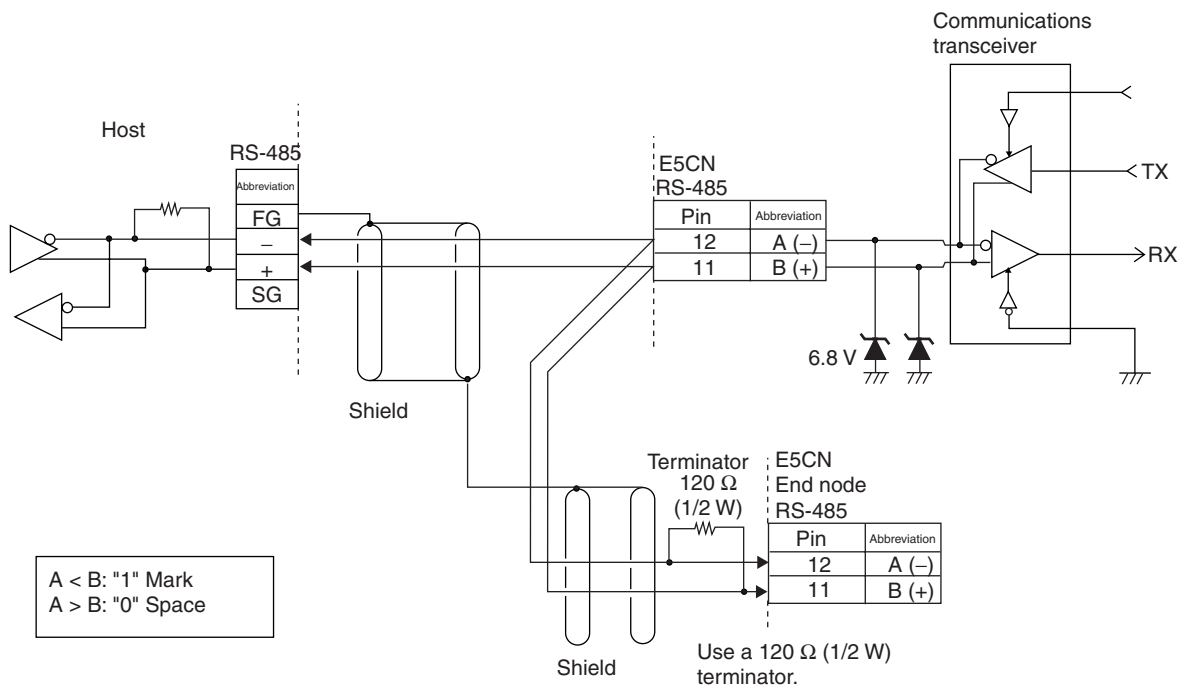 Communications
transceiver
Host
RS-485
Abbreviation
FG
−
+
SG
E5CN
RS-485
Pin Abbreviation
12 A (−)
11 B (+)
TX
RX
6.8 V
Shield
Terminator
120 Ω
(1/2 W)
E5CN
End node
RS-485
Pin Abbreviation
12 A (−)
11 B (+)
A < B: "1" Mark
A > B: "0" Space
Shield
Use a 120 Ω (1/2 W)
terminator.